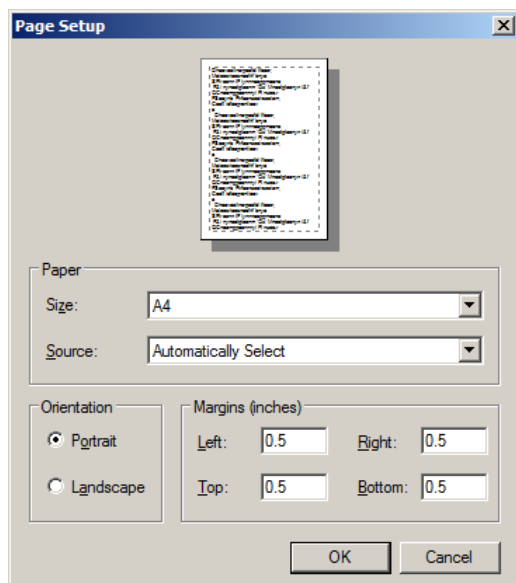 Page Setup
Paper
Size: A4
Source: Automatically Select
Orientation
Portrait
Landscape
Margins (inches)
Left: 0.5 Right: 0.5
Top: 0.5 Bottom: 0.5
OK Cancel